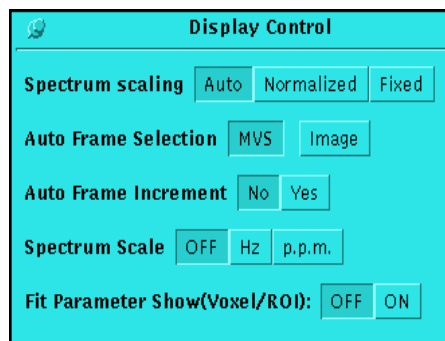 Display Control
Spectrum scaling Auto Normalized Fixed
Auto Frame Selection MVS Image
Auto Frame Increment No Yes
Spectrum Scale OFF Hz p.p.m.
Fit Parameter Show(Voxel/ROI): OFF ON